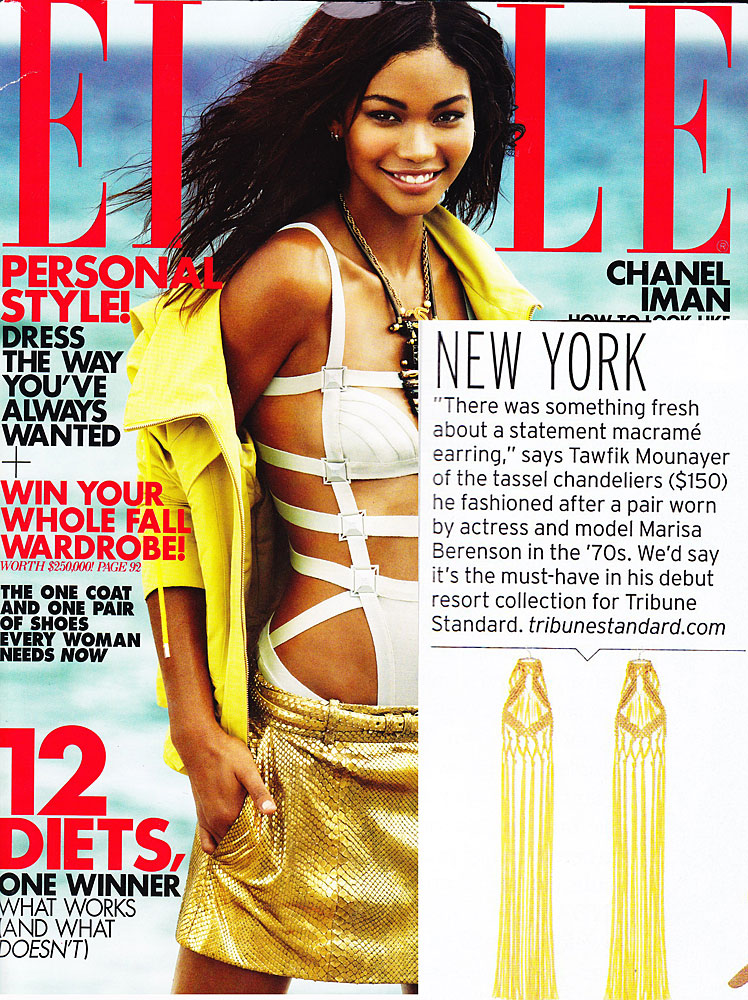 ELLE®
PERSONAL
STYLE!
DRESS
THE WAY
YOU'VE
ALWAYS
WANTED
+
WIN YOUR
WHOLE FALL
WARDROBE!
WORTH $250,000! PAGE 92
THE ONE COAT
AND ONE PAIR
OF SHOES
EVERY WOMAN
NEEDS NOW
12
DIETS,
ONE WINNER
WHAT WORKS
(AND WHAT
DOESN'T)
CHANEL
IMAN
HOW TO LOOK LIKE
NEW YORK
"There was something fresh
about a statement macramé
earring," says Tawfik Mounayer
of the tassel chandeliers ($150)
he fashioned after a pair worn
by actress and model Marisa
Berenson in the '70s. We'd say
it's the must-have in his debut
resort collection for Tribune
Standard. tribunestandard.com